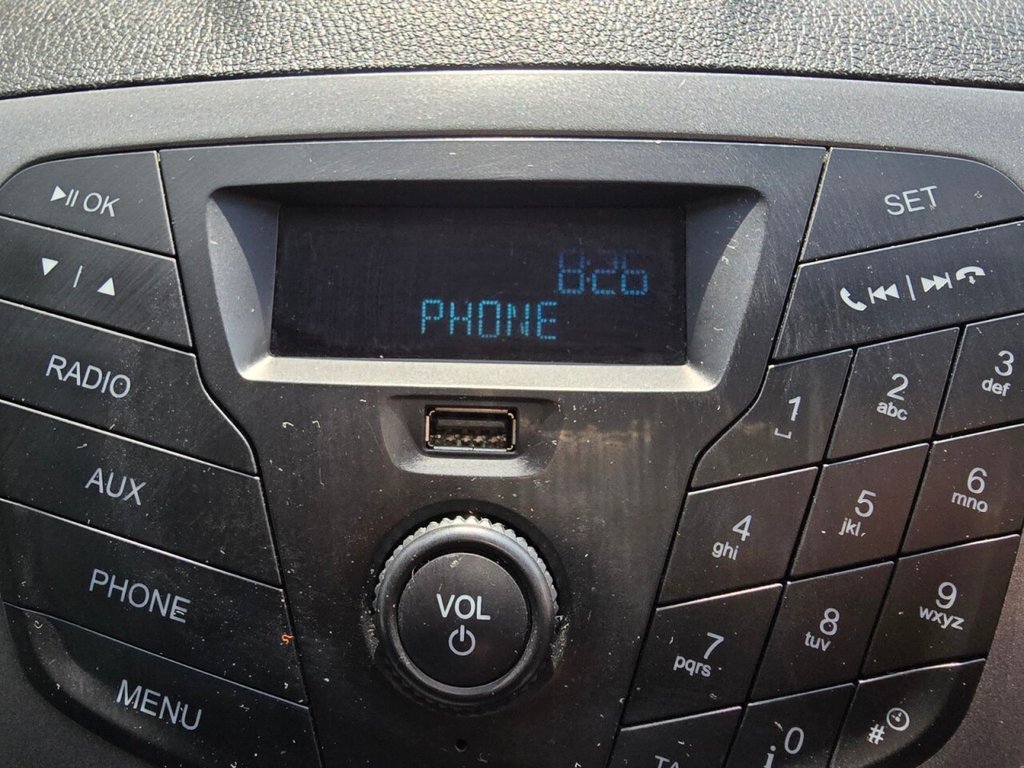 OK
8:26
PHONE
SET
RADIO
AUX
PHONE
MENU
VOL
1
2
abc
3
def
4
ghi
5
jkl
6
mno
7
pqrs
8
tuv
9
wxyz
TA
i 0
#